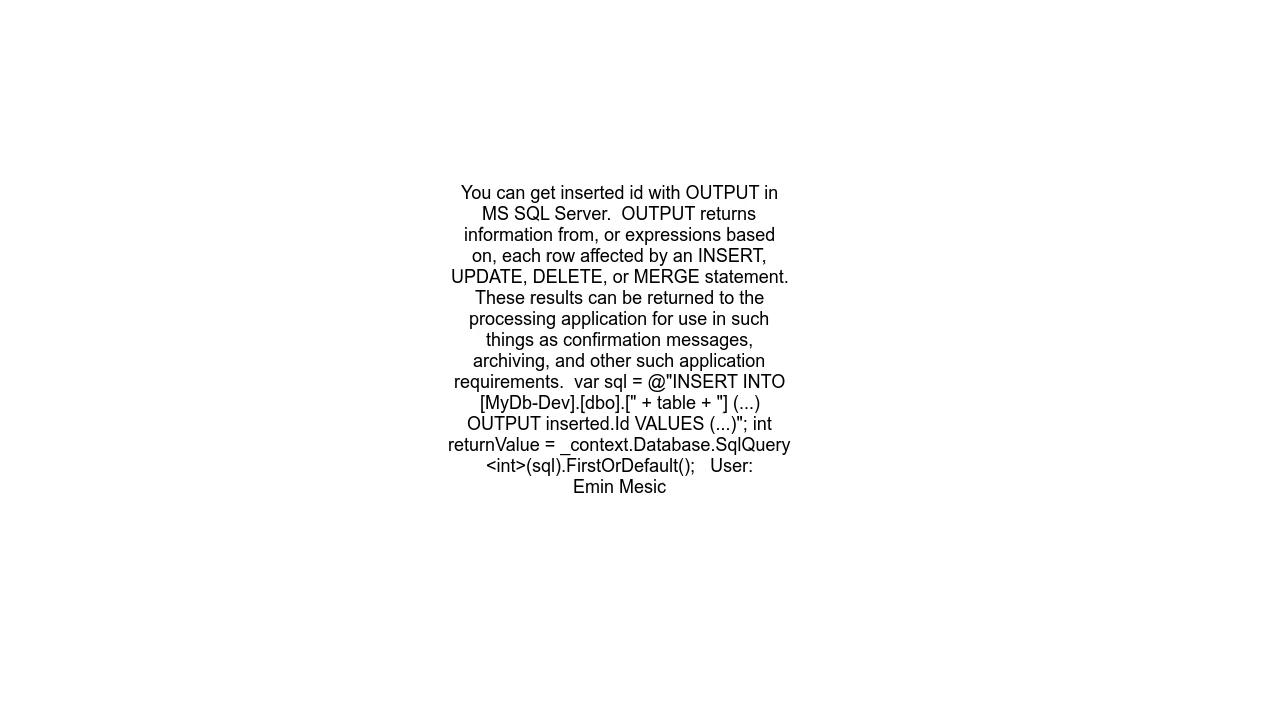 You can get inserted id with OUTPUT in
MS SQL Server.  OUTPUT returns
information from, or expressions based
on, each row affected by an INSERT,
UPDATE, DELETE, or MERGE statement.
These results can be returned to the
processing application for use in such
things as confirmation messages,
archiving, and other such application
requirements.  var sql = @"INSERT INTO
[MyDb-Dev].[dbo].[" + table + "] (...)
OUTPUT inserted.Id VALUES (...)"; int
returnValue = _context.Database.SqlQuery
<int>(sql).FirstOrDefault();   User:
Emin Mesic